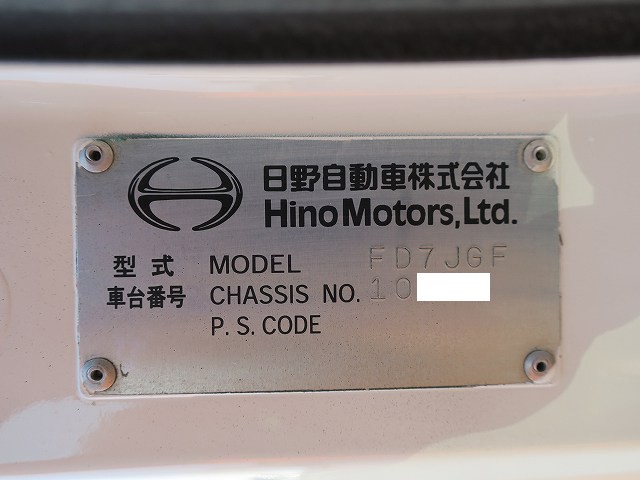 日野自動車株式会社
Hino Motors, Ltd.
型式 MODEL FD7JGF
車台番号 CHASSIS NO. 10
P. S. CODE